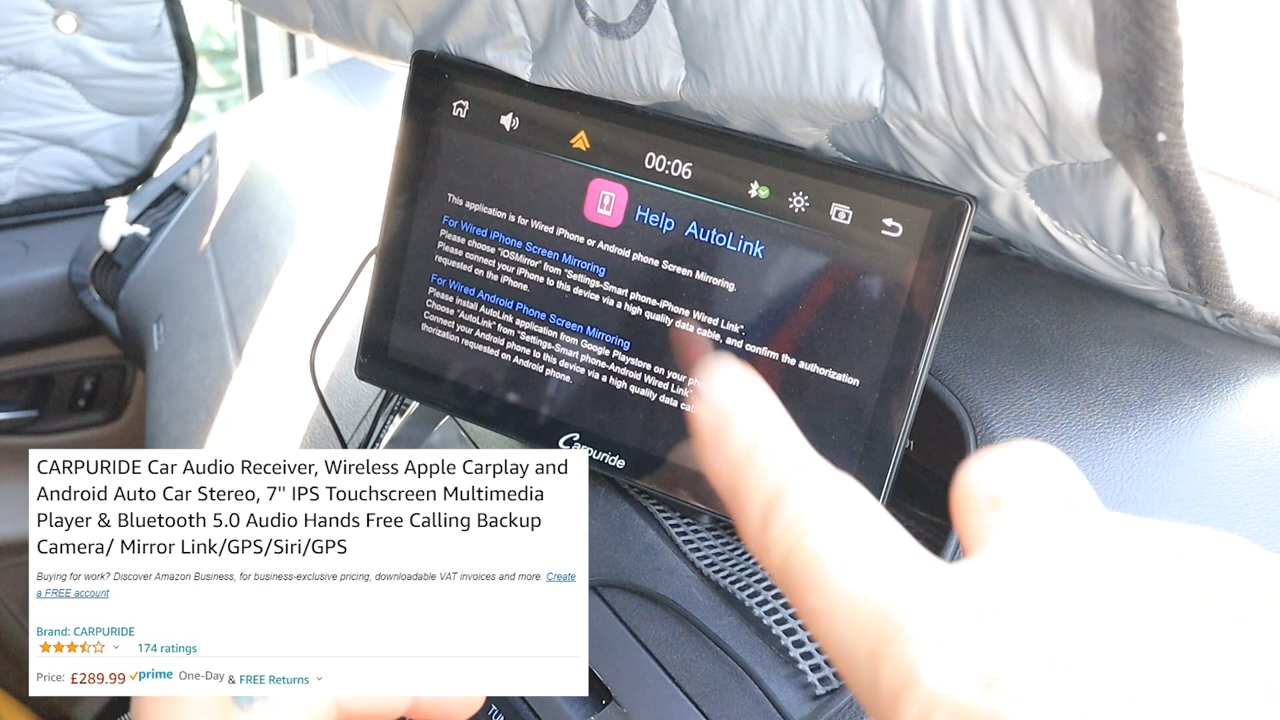 00:06
Help AutoLink
This application is for Wired iPhone or Android phone Screen Mirroring.
For Wired iPhone Screen Mirroring
Please choose "iOSMirror" from "Settings-Smart phone-iPhone Wired Link".
Please connect your iPhone to this device via a high quality data cable, and confirm the authorization
requested on the iPhone.
For Wired Android Phone Screen Mirroring
Please install AutoLink application from Google Playstore on your
Choose "AutoLink" from "Settings-Smart phone-Android Wired Link".
Connect your Android phone to this device via a high quality data
thorization requested on Android phone.
Carpuride
CARPURIDE Car Audio Receiver, Wireless Apple Carplay and
Android Auto Car Stereo, 7" IPS Touchscreen Multimedia
Player & Bluetooth 5.0 Audio Hands Free Calling Backup
Camera/ Mirror Link/GPS/Siri/GPS
Buying for work? Discover Amazon Business, for business-exclusive pricing, downloadable VAT invoices and more. Create
a FREE account
Brand: CARPURIDE
174 ratings
Price: £289.99 prime One-Day & FREE Returns